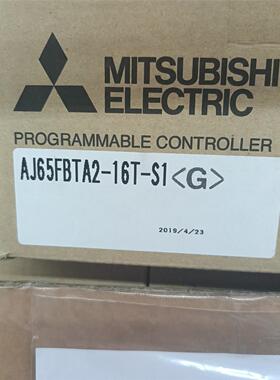 MITSUBISHI
ELECTRIC
PROGRAMMABLE CONTROLLER
AJ65FBTA2-16T-S1<G>
2019/4/23